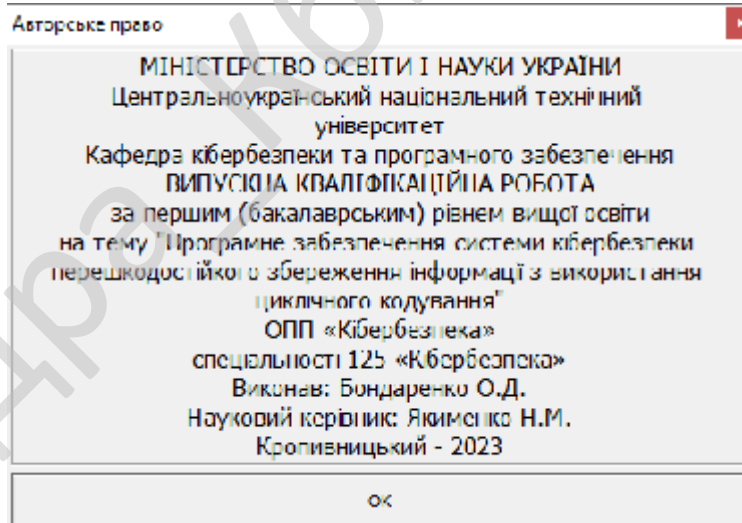 Авторське право
МІНІСТЕРСТВО ОСВІТИ І НАУКИ УКРАЇНИ
Центральноукраїнський національний технічний
університет
Кафедра кібербезпеки та програмного забезпечення
ВИПУСКНА КВАЛІФІКАЦІЙНА РОБОТА
за першим (бакалаврським) рівнем вищої освіти
на тему "Програмне забезпечення системи кібербезпеки
перешкодостійкого збереження інформації з використання
циклічного кодування"
ОПП «Кібербезпека»
спеціальності 125 «Кібербезпека»
Виконав: Бондаренко О.Д.
Науковий керівник: Якименко Н.М.
Кропивницький - 2023
ОК